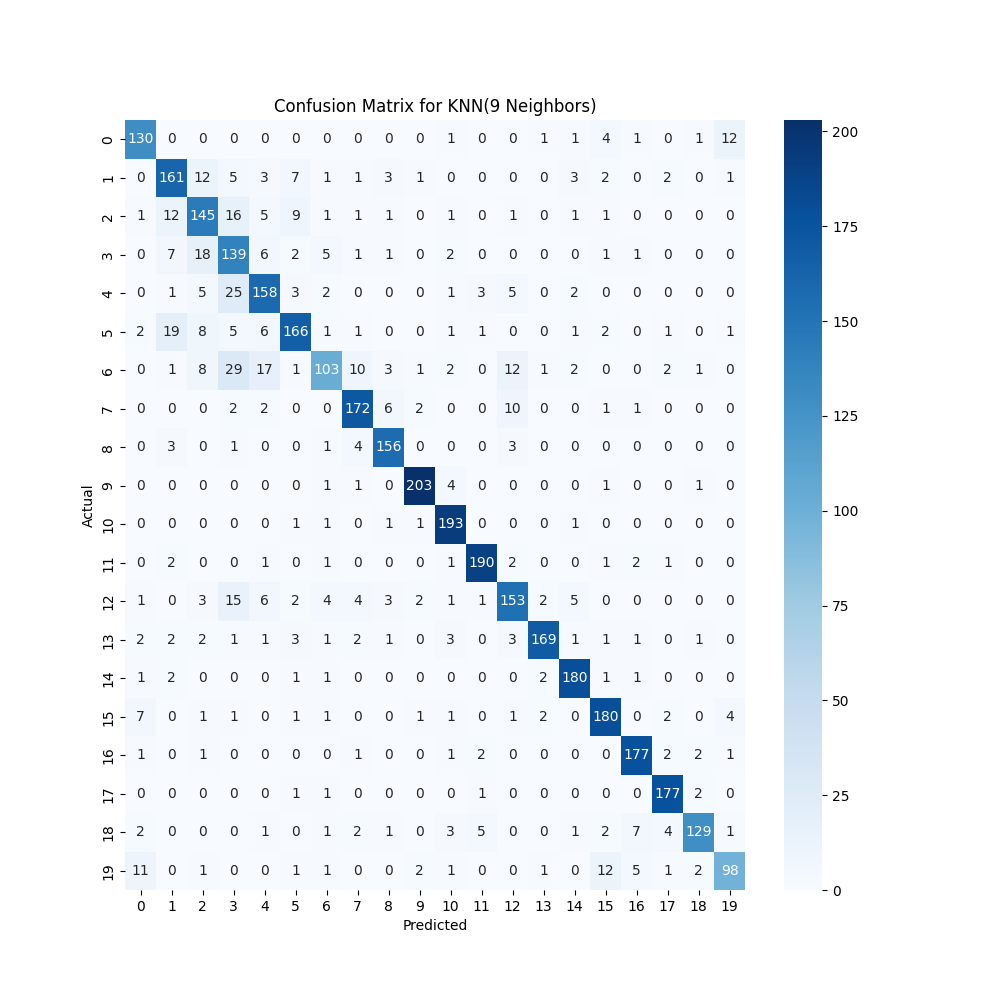 Confusion Matrix for KNN(9 Neighbors)
0 130 0 0 0 0 0 0 0 0 0 1 0 0 1 1 4 1 0 1 12
1 0 161 12 5 3 7 1 1 3 1 0 0 0 0 3 2 0 2 0 1
2 1 12 145 16 5 9 1 1 1 0 1 0 1 0 1 1 0 0 0 0
3 0 7 18 139 6 2 5 1 1 0 2 0 0 0 0 1 1 0 0 0
4 0 1 5 25 158 3 2 0 0 0 1 3 5 0 2 0 0 0 0 0
5 2 19 8 5 6 166 1 1 0 0 1 1 0 0 1 2 0 1 0 1
6 0 1 8 29 17 1 103 10 3 1 2 0 12 1 2 0 0 2 1 0
7 0 0 0 2 2 0 0 172 6 2 0 0 10 0 0 1 1 0 0 0
8 0 3 0 1 0 0 1 4 156 0 0 0 3 0 0 0 0 0 0 0
9 0 0 0 0 0 0 1 1 0 203 4 0 0 0 0 1 0 0 1 0
10 0 0 0 0 0 1 1 0 1 1 193 0 0 0 1 0 0 0 0 0
11 0 2 0 0 1 0 1 0 0 0 1 190 2 0 0 1 2 1 0 0
12 1 0 3 15 6 2 4 4 3 2 1 1 153 2 5 0 0 0 0 0
13 2 2 2 1 1 3 1 2 1 0 3 0 3 169 1 1 1 0 1 0
14 1 2 0 0 0 1 1 0 0 0 0 0 0 2 180 1 1 0 0 0
15 7 0 1 1 0 1 1 0 0 1 1 0 1 2 0 180 0 2 0 4
16 1 0 1 0 0 0 0 1 0 0 1 2 0 0 0 0 177 2 2 1
17 0 0 0 0 0 1 1 0 0 0 0 1 0 0 0 0 0 177 2 0
18 2 0 0 0 1 0 1 2 1 0 3 5 0 0 1 2 7 4 129 1
19 11 0 1 0 0 1 1 0 0 2 1 0 0 1 0 12 5 1 2 98
0 1 2 3 4 5 6 7 8 9 10 11 12 13 14 15 16 17 18 19
Predicted
Actual
200
175
150
125
100
75
50
25
0